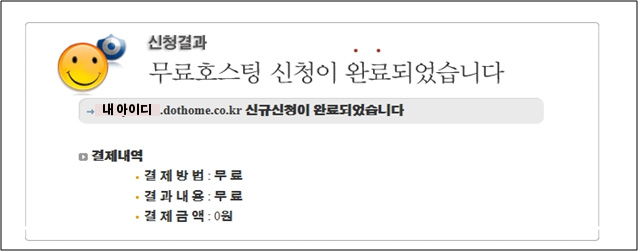 신청결과
무료호스팅 신청이 완료되었습니다
내 아이디 .dothome.co.kr 신규신청이 완료되었습니다
결제내역
결 제 방 법 : 무 료
결 과 내 용 : 무 료
결 제 금 액 : 0원